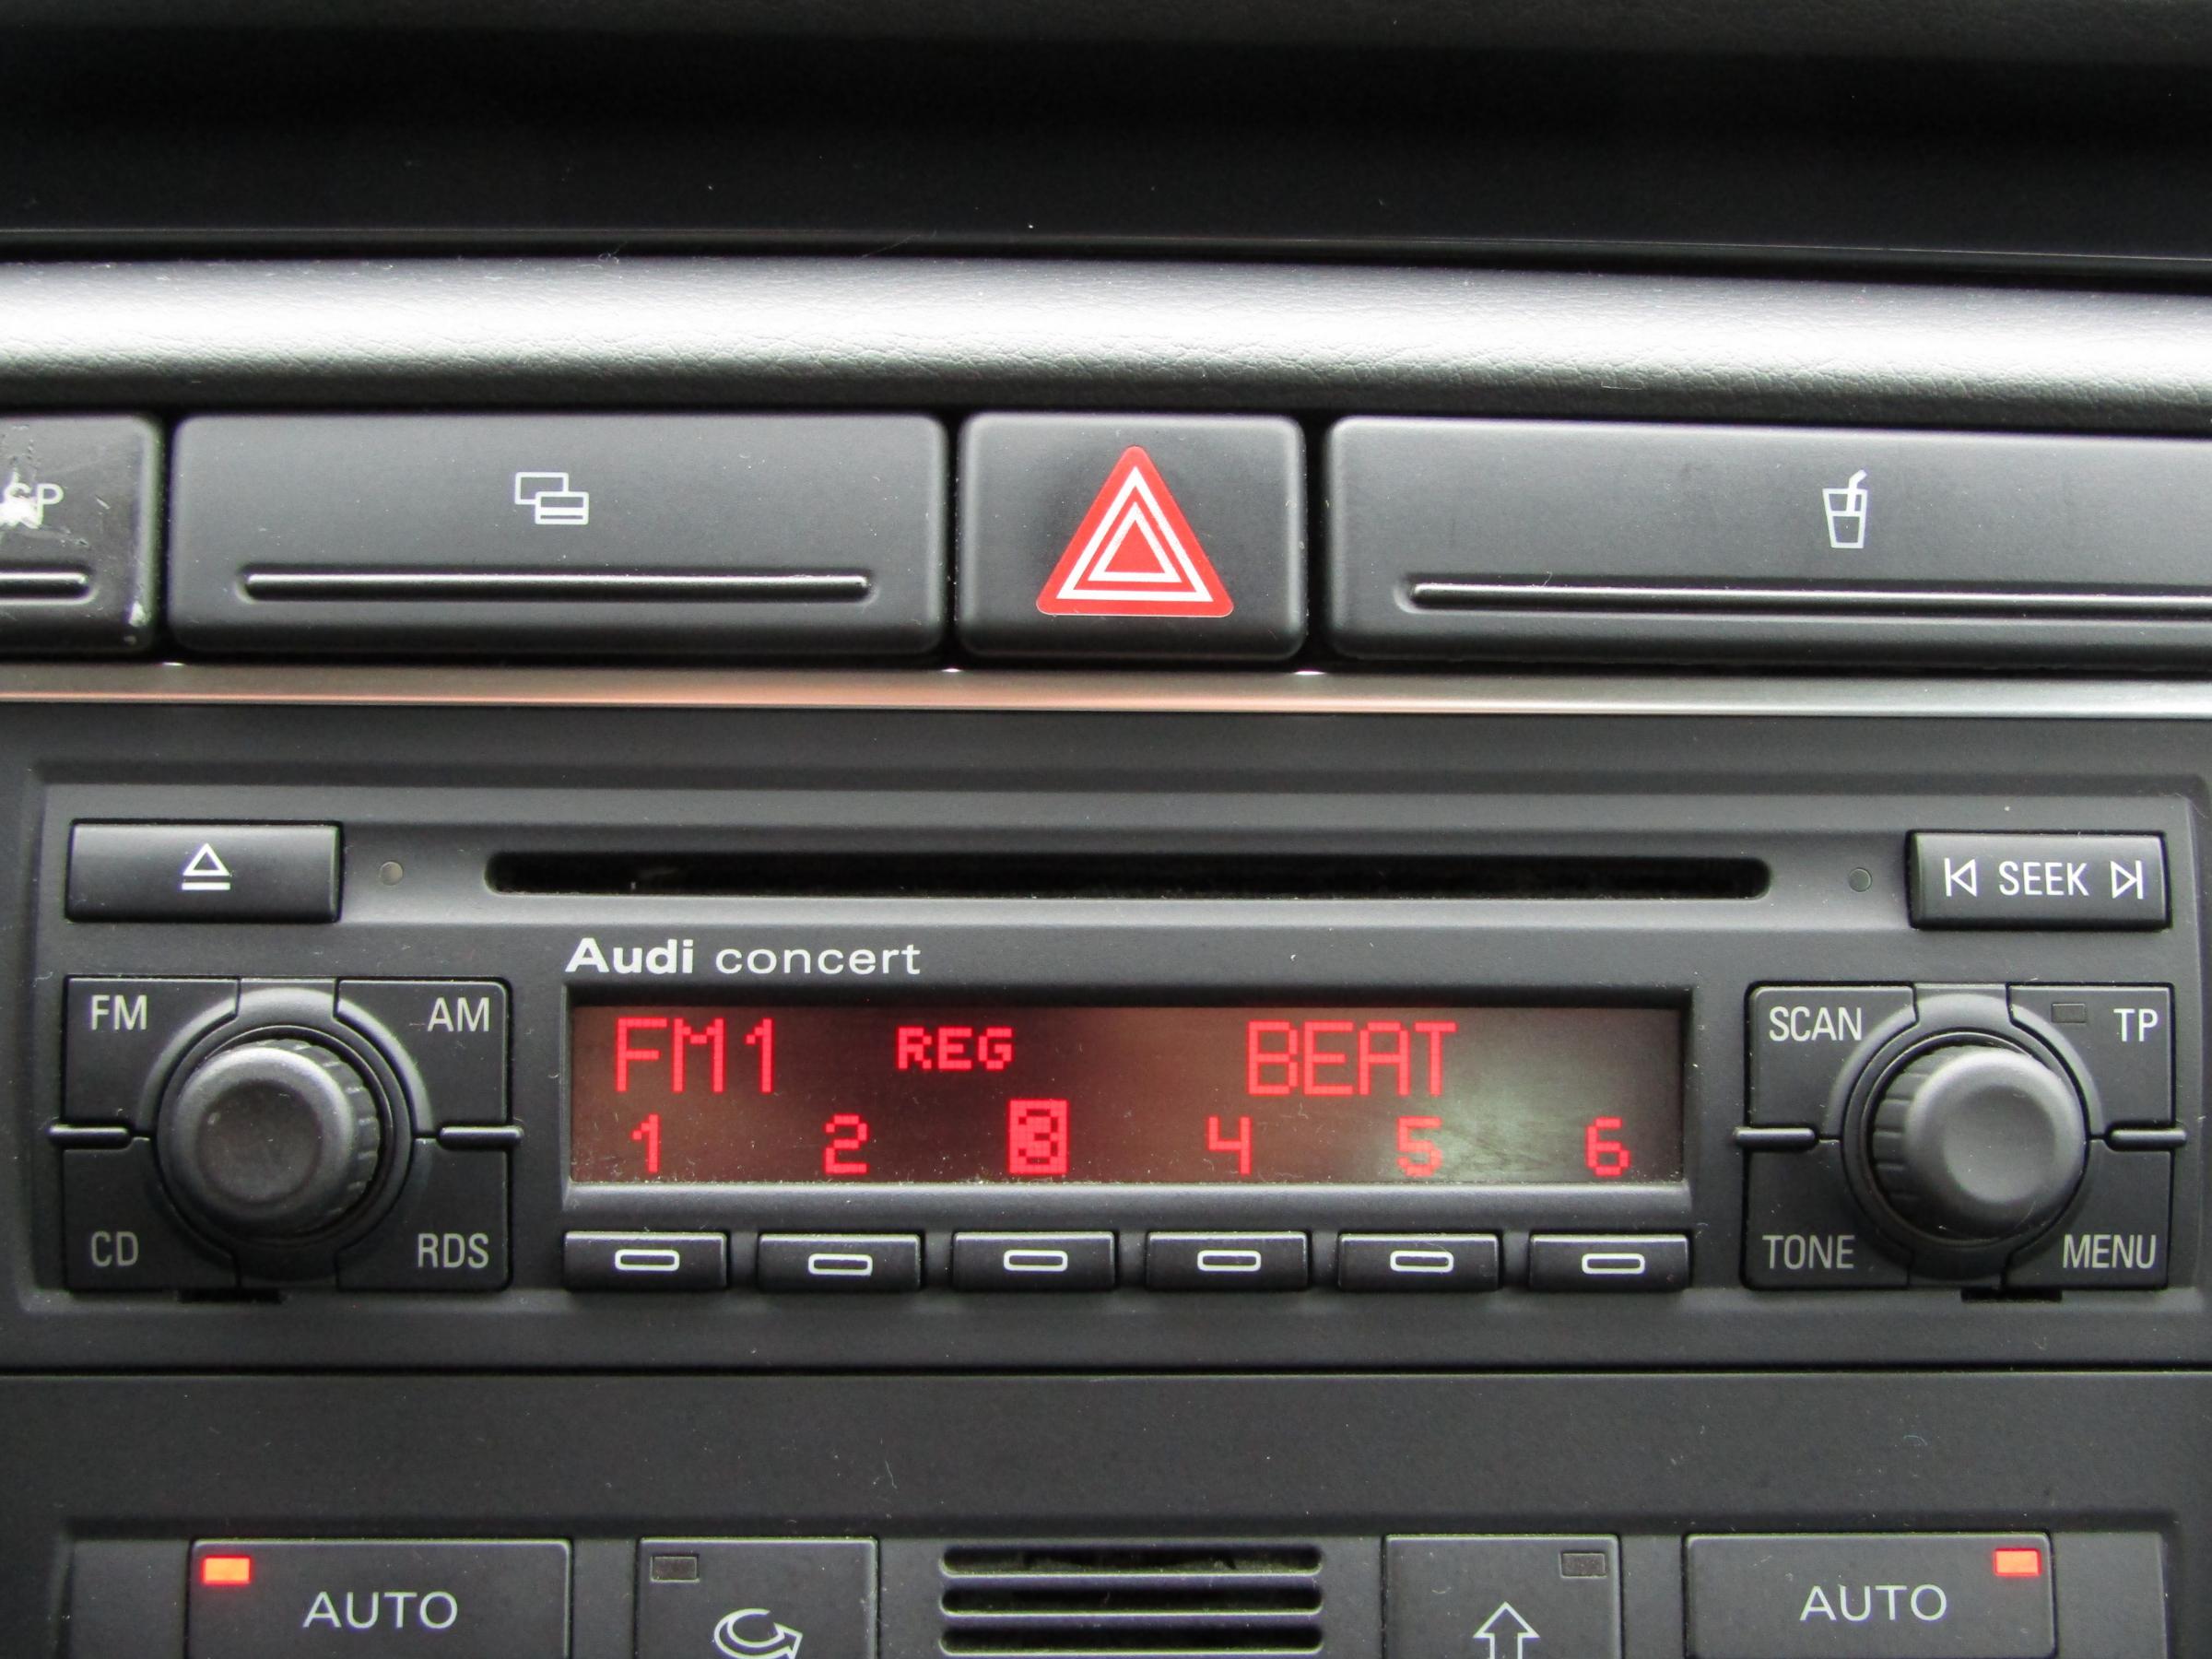 SP
SEEK
Audi concert
FM AM
FM1 REG BEAT
SCAN TP
1 2 3 4 5 6
CD RDS
TONE MENU
AUTO AUTO